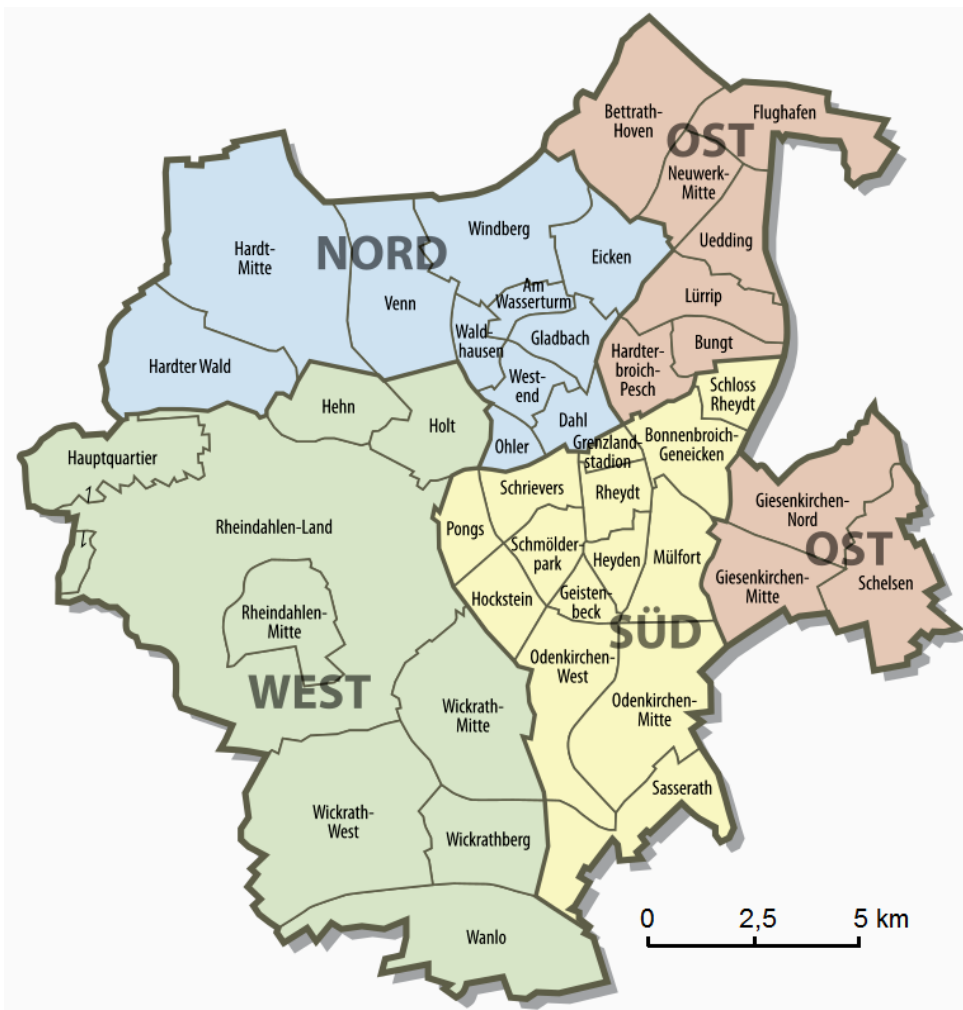 Bettrath-
Hoven
Flughafen
OST
Neuwerk-
Mitte
Windberg
Uedding
Eicken
Hardt-
Mitte
NORD
Venn
Am
Wasserturm
Lürrip
Wald-
hausen
Gladbach
Bungt
Hardter-
broich-
Pesch
Hardter Wald
West-
end
Schloss
Rheydt
Hehn
Holt
Dahl
Ohler
Grenzland-
stadion
Bonnenbroich-
Geneicken
Hauptquartier
Schrievers
Rheydt
Giesenkirchen-
Nord
Rheindahlen-Land
Pongs
Schmölder-
park
Heyden
Mülfort
OST
Giesenkirchen-
Mitte
Schelsen
Hockstein
Geisten-
beck
Rheindahlen-
Mitte
SÜD
Odenkirchen-
West
WEST
Wickrath-
Mitte
Odenkirchen-
Mitte
Sasserath
Wickrath-
West
Wickrathberg
Wanlo
0 2,5 5 km